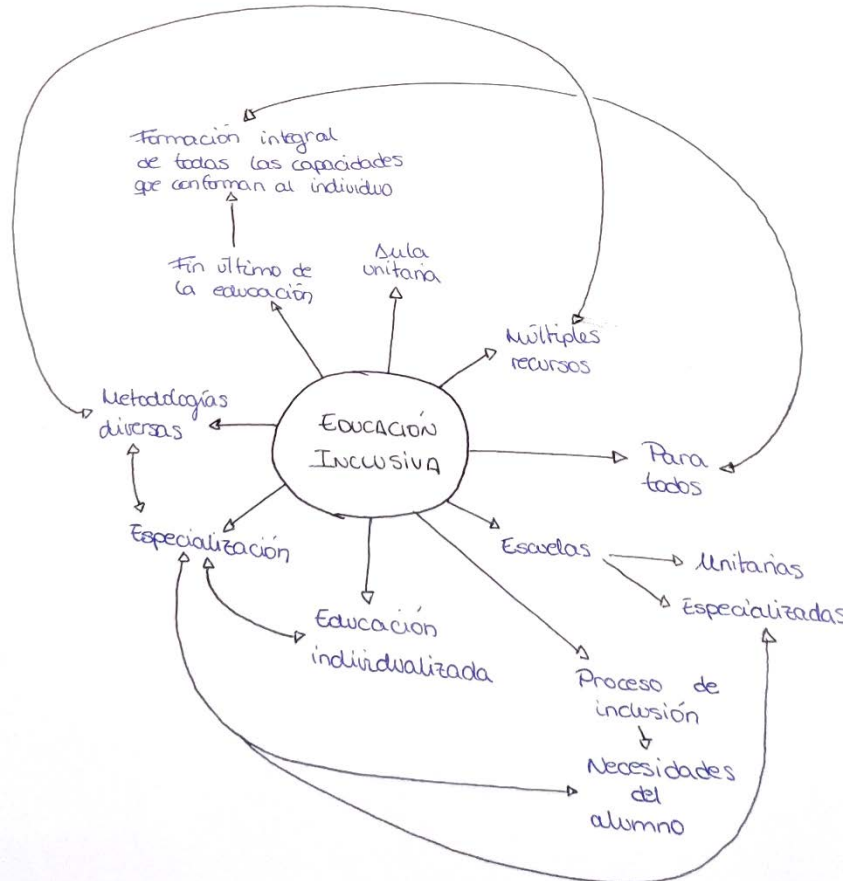 Formación integral
de todas las capacidades
que conforman al individuo
Fin último de
la educación
Aula
unitaria
Múltiples
recursos
Metodologías
diversas
EDUCACIÓN
INCLUSIVA
Para
todos
Especialización
Escuelas
Unitarias
Especializadas
Educación
individualizada
Proceso de
inclusión
Necesidades
del
alumno